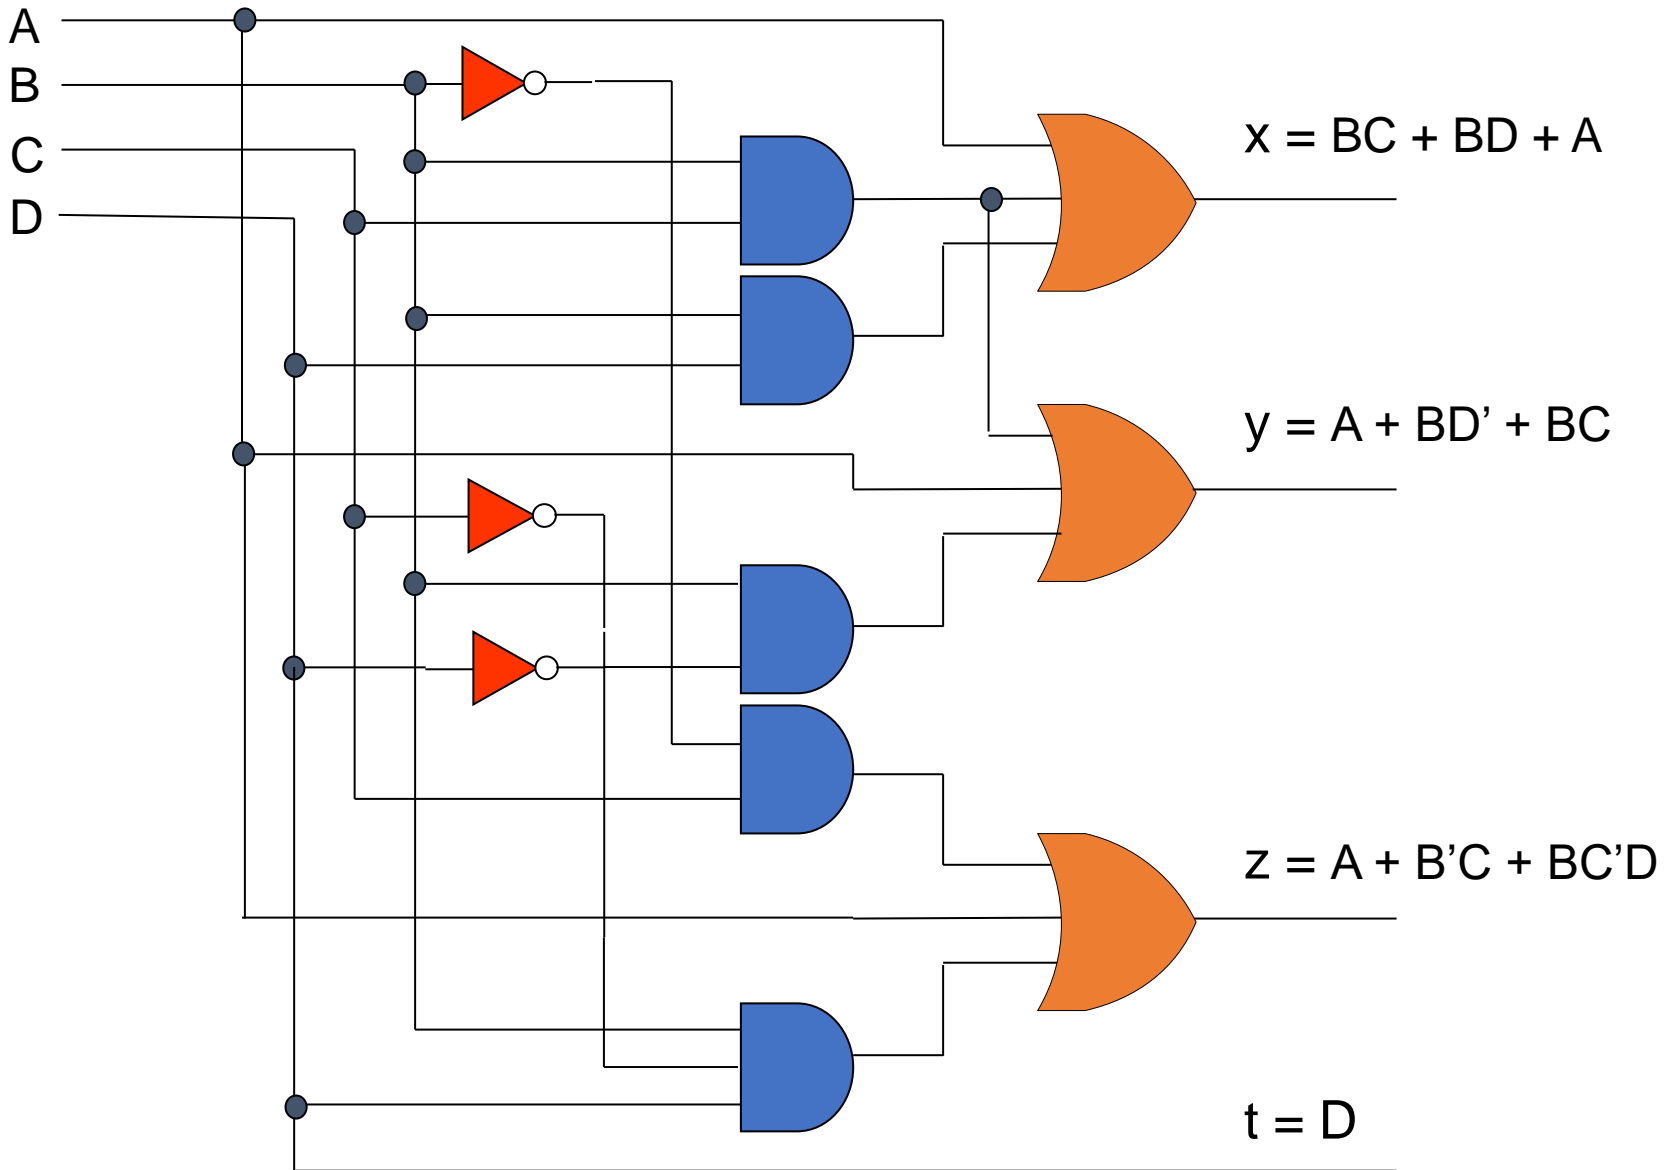 A
B
C
D
x = BC + BD + A
y = A + BD’ + BC
z = A + B’C + BC’D
t = D